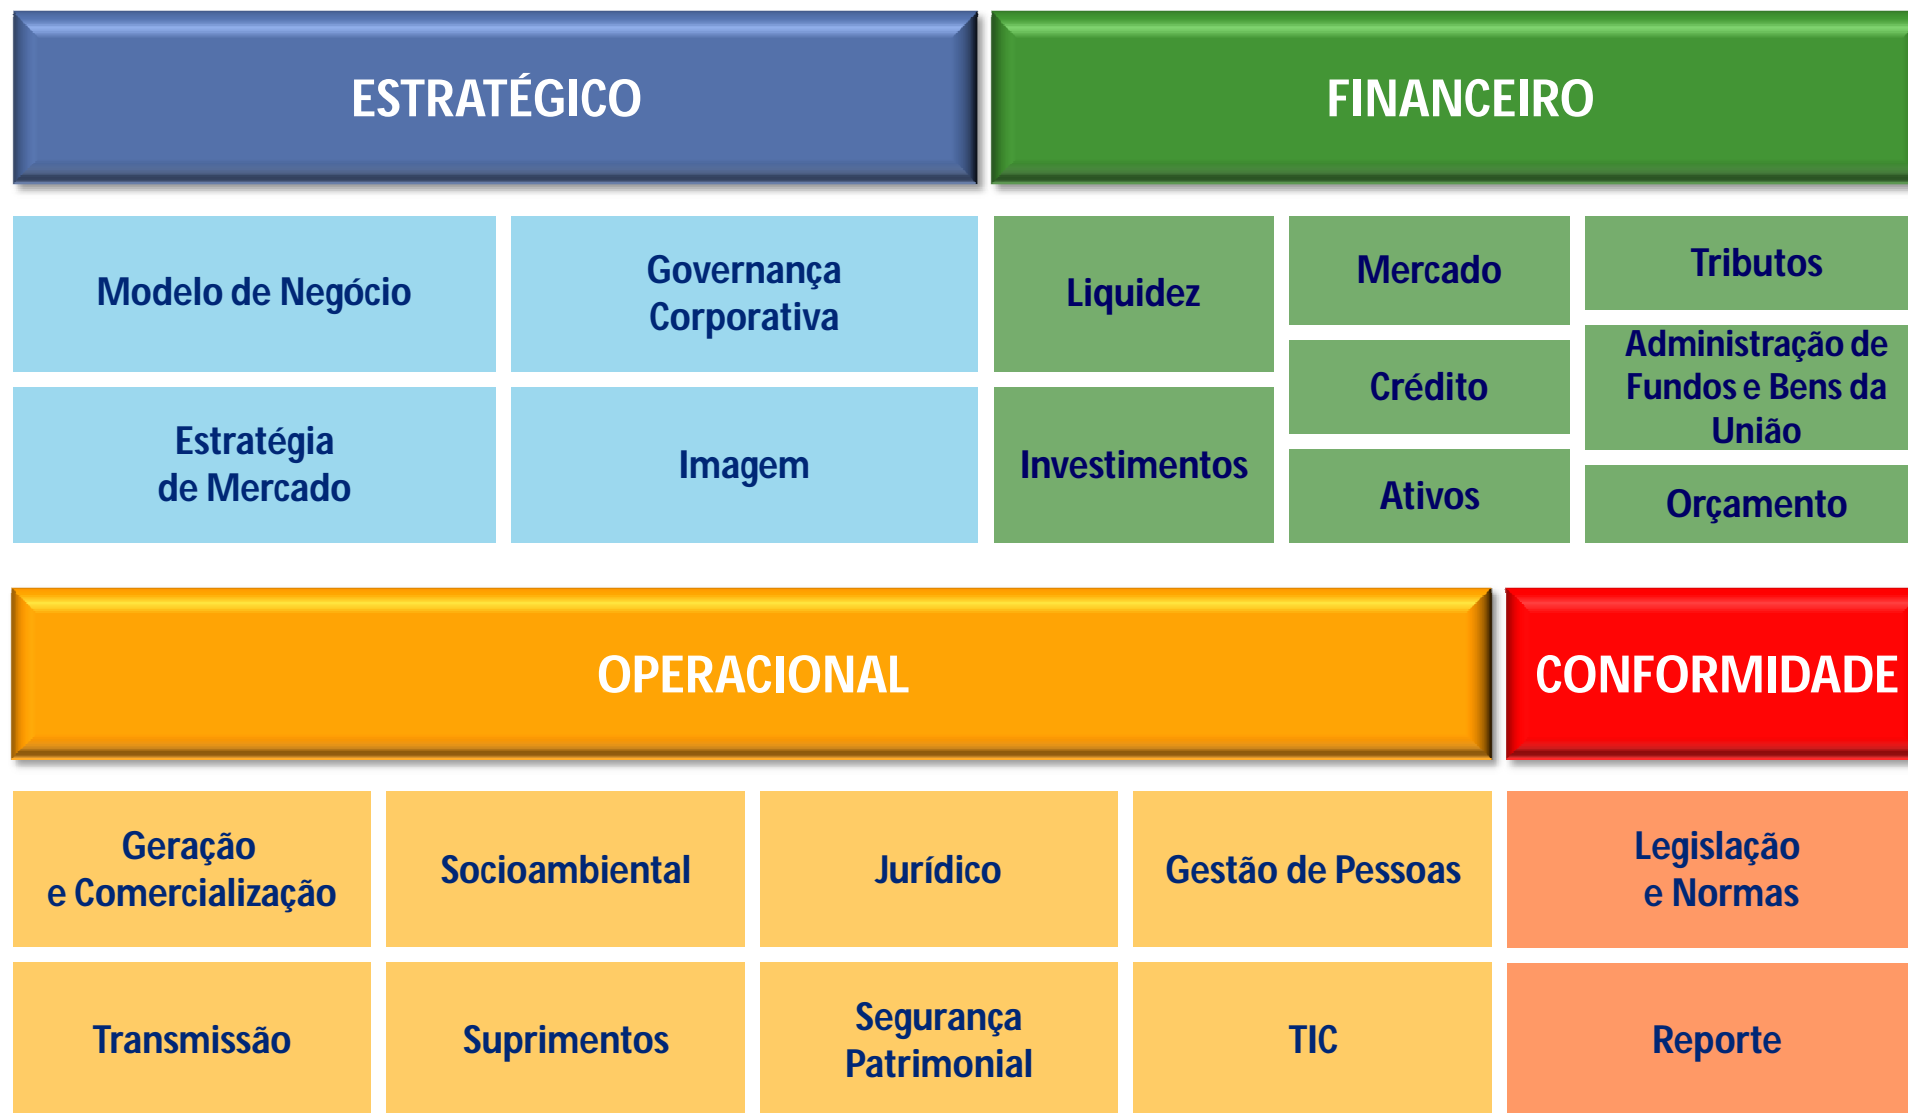 ESTRATÉGICO
FINANCEIRO
Modelo de Negócio
Governança
Corporativa
Estratégia
de Mercado
Imagem
Liquidez
Investimentos
Mercado
Crédito
Ativos
Tributos
Administração de
Fundos e Bens da
União
Orçamento
OPERACIONAL
CONFORMIDADE
Geração
e Comercialização
Socioambiental
Jurídico
Gestão de Pessoas
Transmissão
Suprimentos
Segurança
Patrimonial
TIC
Legislação
e Normas
Reporte